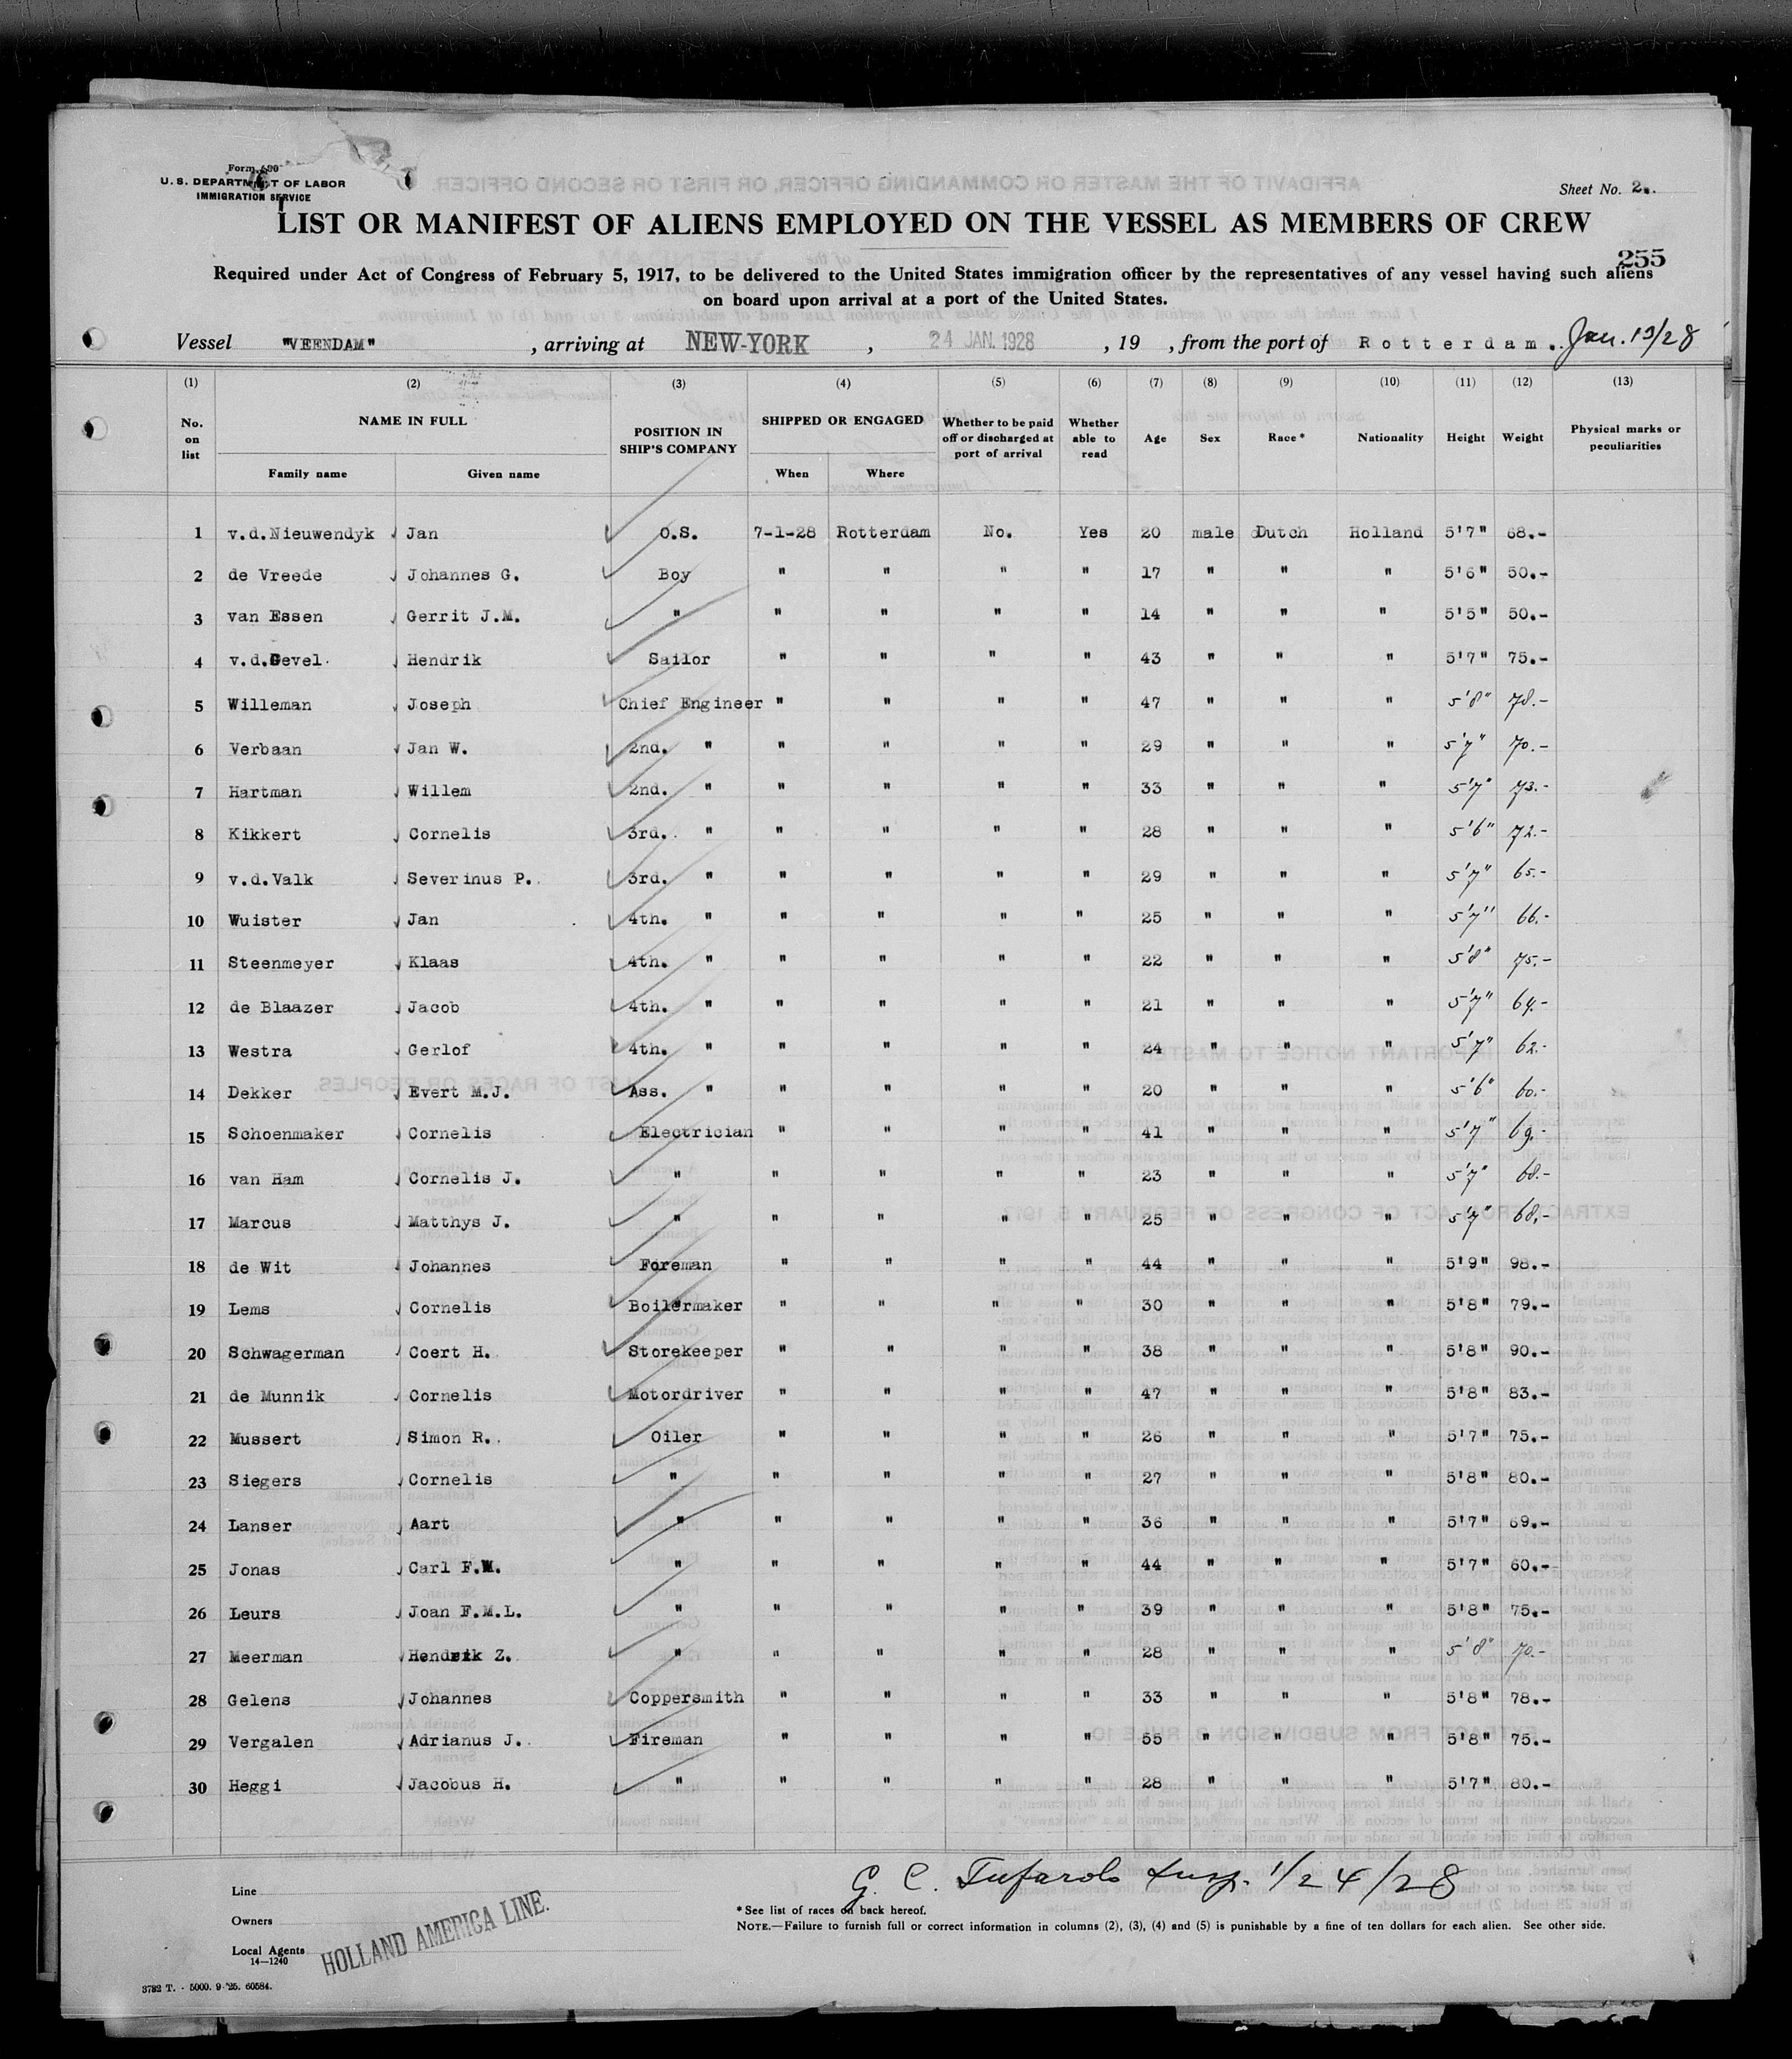 Form 680
U. S. DEPARTMENT OF LABOR
IMMIGRATION SERVICE
Sheet No. 2.
LIST OR MANIFEST OF ALIENS EMPLOYED ON THE VESSEL AS MEMBERS OF CREW
255
Required under Act of Congress of February 5, 1917, to be delivered to the United States immigration officer by the representatives of any vessel having such aliens
on board upon arrival at a port of the United States.
Vessel "VEENDAM", arriving at NEW-YORK, 24 JAN. 1928, 19 , from the port of Rotterdam. Jan. 13/28
(1) (2) (3) (4) (5) (6) (7) (8) (9) (10) (11) (12) (13)
No. on list NAME IN FULL Family name Given name POSITION IN SHIP'S COMPANY SHIPPED OR ENGAGED When Where Whether to be paid off or discharged at port of arrival Whether able to read Age Sex Race* Nationality Height Weight Physical marks or peculiarities
1 v.d.Nieuwendyk Jan O.S. 7-1-28 Rotterdam No. Yes 20 male Dutch Holland 5'7" 68.-
2 de Vreede Johannes G. Boy " " " " 17 " " " 5'6" 50.-
3 van Essen Gerrit J.M. " " " " " 14 " " " 5'5" 50.-
4 v.d.Gevel Hendrik Sailor " " " " 43 " " " 5'7" 75.-
5 Willeman Joseph Chief Engineer " " " " 47 " " " 5'8" 78.-
6 Verbaan Jan W. 2nd. " " " " " 29 " " " 5'7" 70.-
7 Hartman Willem 2nd. " " " " " 33 " " " 5'7" 73.-
8 Kikkert Cornelis 3rd. " " " " " 28 " " " 5'6" 72.-
9 v.d.Valk Severinus P. 3rd. " " " " " 29 " " " 5'7" 65.-
10 Wuister Jan 4th. " " " " " 25 " " " 5'7" 66.-
11 Steenmeyer Klaas 4th. " " " " " 22 " " " 5'8" 75.-
12 de Blaazer Jacob 4th. " " " " " 21 " " " 5'7" 64.-
13 Westra Gerlof 4th. " " " " " 24 " " " 5'7" 62.-
14 Dekker Evert M.J. Ass. " " " " " 20 " " " 5'6" 60.-
15 Schoenmaker Cornelis Electrician " " " " 41 " " " 5'7" 69.-
16 van Ham Cornelis J. " " " " " 23 " " " 5'7" 68.-
17 Marcus Matthys J. " " " " " 25 " " " 5'7" 68.-
18 de Wit Johannes Foreman " " " " 44 " " " 5'9" 98.-
19 Lems Cornelis Boilermaker " " " " 30 " " " 5'8" 79.-
20 Schwagerman Coert H. Storekeeper " " " " 38 " " " 5'8" 90.-
21 de Munnik Cornelis Motordriver " " " " 47 " " " 5'8" 83.-
22 Mussert Simon R. Oiler " " " " 26 " " " 5'7" 75.-
23 Siegers Cornelis " " " " " 27 " " " 5'8" 80.-
24 Lanser Aart " " " " " 36 " " " 5'7" 69.-
25 Jonas Carl F.W. " " " " " 44 " " " 5'7" 60.-
26 Leurs Joan F.M.L. " " " " " 39 " " " 5'8" 75.-
27 Meerman Hendrik Z. " " " " " 28 " " " 5'8" 70.-
28 Gelens Johannes Coppersmith " " " " 33 " " " 5'8" 78.-
29 Vergalen Adrianus J. Fireman " " " " 55 " " " 5'8" 75.-
30 Heggi Jacobus H. " " " " " 28 " " " 5'7" 80.-
G. C. Tufarolo Insp. 1/24/28
Line
Owners
Local Agents
HOLLAND AMERICA LINE.
14—1240
*See list of races on back hereof.
NOTE.—Failure to furnish full or correct information in columns (2), (3), (4) and (5) is punishable by a fine of ten dollars for each alien. See other side.
3782 T. - 5000. 9-'25. 60584.